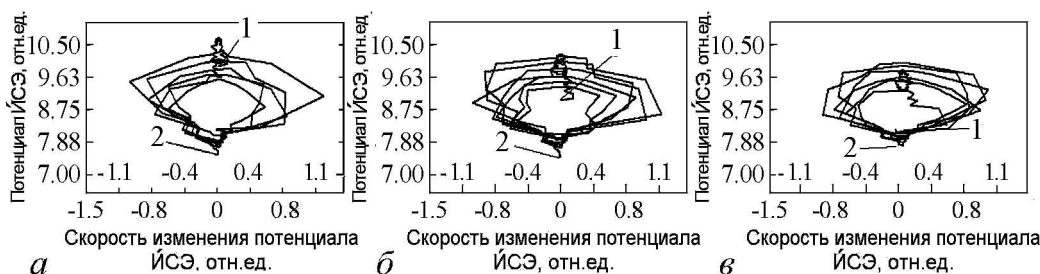 Потенциал ЙСЭ, отн.ед.
10.50
9.63
8.75
7.88
7.00
1
2
-1.1 -0.4 0.4 1.1
-1.5 -0.8 0 0.8
Скорость изменения потенциала
ЙСЭ, отн.ед.
а
Потенциал ЙСЭ, отн.ед.
10.50
9.63
8.75
7.88
7.00
1
2
-1.1 -0.4 0.4 1.1
-1.5 -0.8 0 0.8
Скорость изменения потенциала
ЙСЭ, отн.ед.
б
Потенциал ЙСЭ, отн.ед.
10.50
9.63
8.75
7.88
7.00
1
2
-1.1 -0.4 0.4 1.1
-1.5 -0.8 0 0.8
Скорость изменения потенциала
ЙСЭ, отн.ед.
в